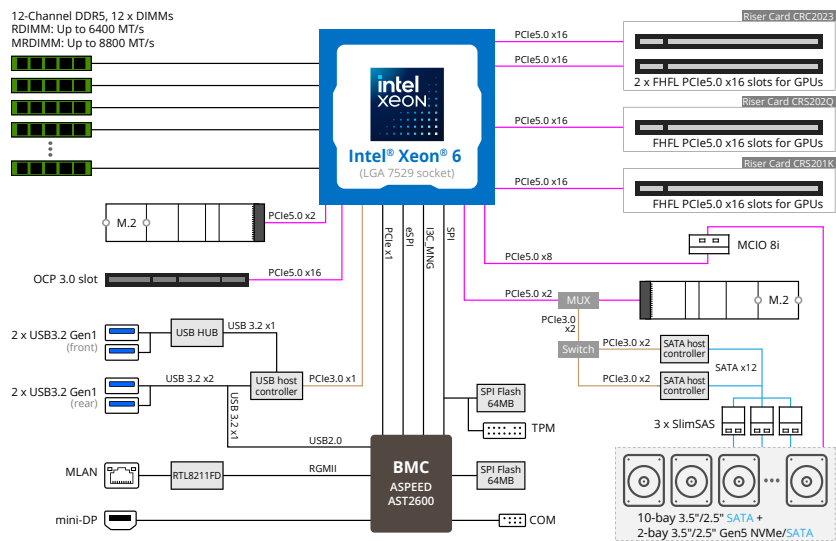 12-Channel DDR5, 12 x DIMMs
RDIMM: Up to 6400 MT/s
MRDIMM: Up to 8800 MT/s
intel
XEON
Intel® Xeon® 6
(LGA 7529 socket)
PCIe5.0 x16
PCIe5.0 x16
Riser Card CRC2023
2 x FHFL PCIe5.0 x16 slots for GPUs
PCIe5.0 x16
Riser Card CRS202Q
FHFL PCIe5.0 x16 slots for GPUs
PCIe5.0 x16
Riser Card CRS201K
FHFL PCIe5.0 x16 slots for GPUs
M.2
PCIe5.0 x2
OCP 3.0 slot
PCIe5.0 x16
PCIe x1
eSPI
I3C_MNG
SPI
PCIe5.0 x8
MCIO 8i
PCIe5.0 x2
MUX
M.2
PCIe3.0
x2
Switch
PCIe3.0 x2
SATA host
controller
PCIe3.0 x2
SATA host
controller
SATA x12
3 x SlimSAS
2 x USB3.2 Gen1
(front)
USB HUB
USB 3.2 x1
2 x USB3.2 Gen1
(rear)
USB 3.2 x2
USB host
controller
PCIe3.0 x1
USB 3.2 x1
USB2.0
SPI Flash
64MB
TPM
MLAN
RTL8211FD
RGMII
BMC
ASPEED
AST2600
SPI Flash
64MB
mini-DP
COM
10-bay 3.5"/2.5" SATA +
2-bay 3.5"/2.5" Gen5 NVMe/SATA